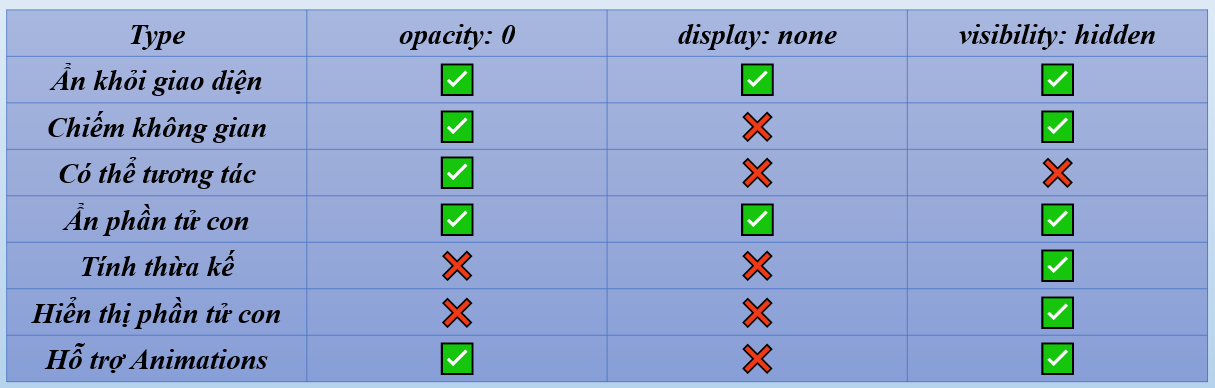 Type opacity: 0 display: none visibility: hidden
Ẩn khỏi giao diện
Chiếm không gian
Có thể tương tác
Ẩn phần tử con
Tính thừa kế
Hiển thị phần tử con
Hỗ trợ Animations